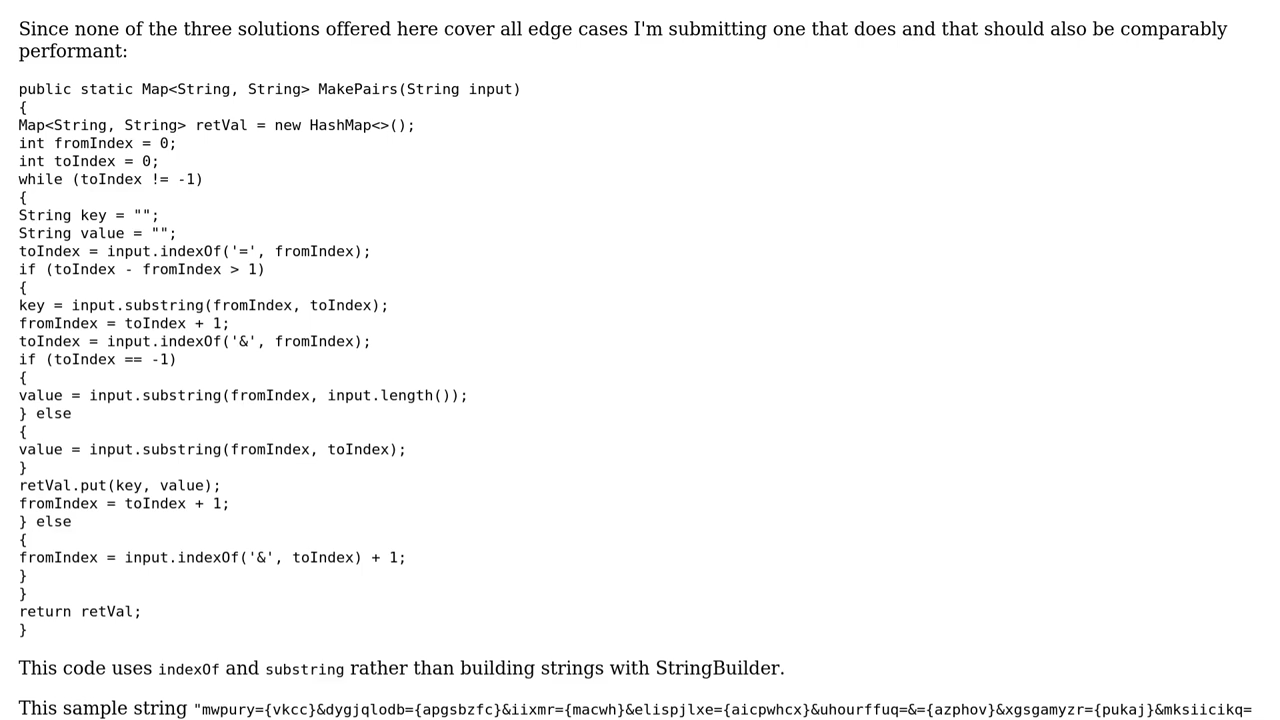 Since none of the three solutions offered here cover all edge cases I'm submitting one that does and that should also be comparably
performant:
public static Map<String, String> MakePairs(String input)
{
Map<String, String> retVal = new HashMap<>();
int fromIndex = 0;
int toIndex = 0;
while (toIndex != -1)
{
String key = "";
String value = "";
toIndex = input.indexOf('=', fromIndex);
if (toIndex - fromIndex > 1)
{
key = input.substring(fromIndex, toIndex);
fromIndex = toIndex + 1;
toIndex = input.indexOf('&', fromIndex);
if (toIndex == -1)
{
value = input.substring(fromIndex, input.length());
} else
{
value = input.substring(fromIndex, toIndex);
}
retVal.put(key, value);
fromIndex = toIndex + 1;
} else
{
fromIndex = input.indexOf('&', toIndex) + 1;
}
}
return retVal;
}
This code uses indexOf and substring rather than building strings with StringBuilder.
This sample string "mwpury={vkcc}&dygjqlodb={apgsbzfc}&iixmr={macwh}&elispjlxe={aicpwhcx}&uhourffuq=&={azphov}&xgsgamyzr={pukaj}&mksiicikq=